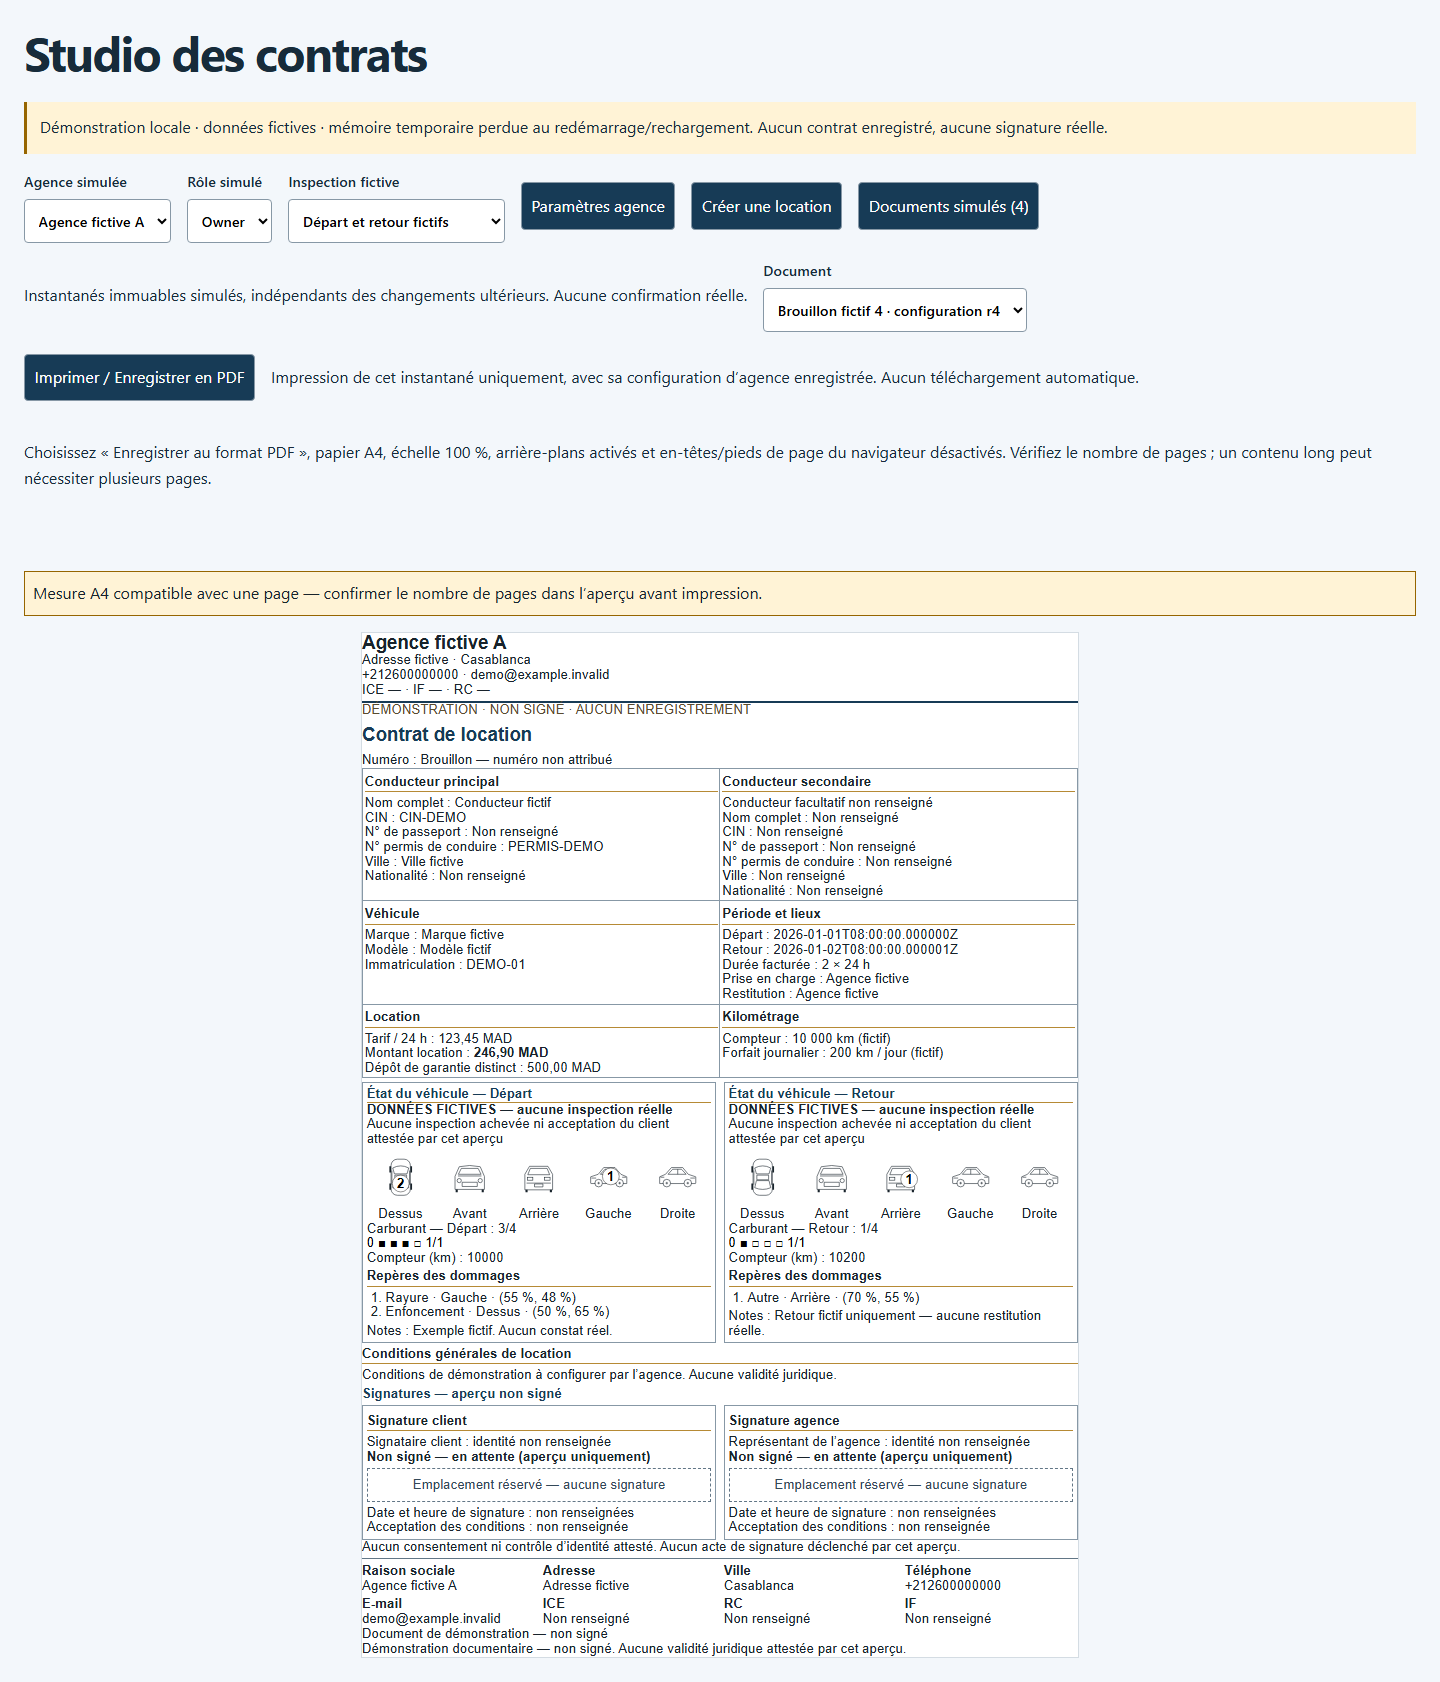 Studio des contrats
Démonstration locale · données fictives · mémoire temporaire perdue au redémarrage/rechargement. Aucun contrat enregistré, aucune signature réelle.
Agence simulée
Rôle simulé
Inspection fictive
Agence fictive A
Owner
Départ et retour fictifs
Paramètres agence
Créer une location
Documents simulés (4)
Instantanés immuables simulés, indépendants des changements ultérieurs. Aucune confirmation réelle.
Document
Brouillon fictif 4 · configuration r4
Imprimer / Enregistrer en PDF
Impression de cet instantané uniquement, avec sa configuration d’agence enregistrée. Aucun téléchargement automatique.
Choisissez « Enregistrer au format PDF », papier A4, échelle 100 %, arrière-plans activés et en-têtes/pieds de page du navigateur désactivés. Vérifiez le nombre de pages ; un contenu long peut
nécessiter plusieurs pages.
Mesure A4 compatible avec une page — confirmer le nombre de pages dans l’aperçu avant impression.
Agence fictive A
Adresse fictive · Casablanca
+212600000000 · demo@example.invalid
ICE — · IF — · RC —
DÉMONSTRATION · NON SIGNÉ · AUCUN ENREGISTREMENT
Contrat de location
Numéro : Brouillon — numéro non attribué
Conducteur principal
Nom complet : Conducteur fictif
CIN : CIN-DEMO
N° de passeport : Non renseigné
N° permis de conduire : PERMIS-DEMO
Ville : Ville fictive
Nationalité : Non renseigné
Conducteur secondaire
Conducteur facultatif non renseigné
Nom complet : Non renseigné
CIN : Non renseigné
N° de passeport : Non renseigné
N° permis de conduire : Non renseigné
Ville : Non renseigné
Nationalité : Non renseigné
Véhicule
Marque : Marque fictive
Modèle : Modèle fictif
Immatriculation : DEMO-01
Période et lieux
Départ : 2026-01-01T08:00:00.000000Z
Retour : 2026-01-02T08:00:00.000001Z
Durée facturée : 2 × 24 h
Prise en charge : Agence fictive
Restitution : Agence fictive
Location
Tarif / 24 h : 123,45 MAD
Montant location : 246,90 MAD
Dépôt de garantie distinct : 500,00 MAD
Kilométrage
Compteur : 10 000 km (fictif)
Forfait journalier : 200 km / jour (fictif)
État du véhicule — Départ
DONNÉES FICTIVES — aucune inspection réelle
Aucune inspection achevée ni acceptation du client
attestée par cet aperçu
2
1
Dessus
Avant
Arrière
Gauche
Droite
Carburant — Départ : 3/4
0 ■ ■ ■ □ 1/1
Compteur (km) : 10000
Repères des dommages
1. Rayure · Gauche · (55 %, 48 %)
2. Enfoncement · Dessus · (50 %, 65 %)
Notes : Exemple fictif. Aucun constat réel.
État du véhicule — Retour
DONNÉES FICTIVES — aucune inspection réelle
Aucune inspection achevée ni acceptation du client
attestée par cet aperçu
1
Dessus
Avant
Arrière
Gauche
Droite
Carburant — Retour : 1/4
0 ■ □ □ □ 1/1
Compteur (km) : 10200
Repères des dommages
1. Autre · Arrière · (70 %, 55 %)
Notes : Retour fictif uniquement — aucune restitution
réelle.
Conditions générales de location
Conditions de démonstration à configurer par l’agence. Aucune validité juridique.
Signatures — aperçu non signé
Signature client
Signataire client : identité non renseignée
Non signé — en attente (aperçu uniquement)
Emplacement réservé — aucune signature
Date et heure de signature : non renseignées
Acceptation des conditions : non renseignée
Signature agence
Représentant de l’agence : identité non renseignée
Non signé — en attente (aperçu uniquement)
Emplacement réservé — aucune signature
Date et heure de signature : non renseignées
Acceptation des conditions : non renseignée
Aucun consentement ni contrôle d’identité attesté. Aucun acte de signature déclenché par cet aperçu.
Raison sociale
Agence fictive A
Adresse
Adresse fictive
Ville
Casablanca
Téléphone
+212600000000
E-mail
demo@example.invalid
ICE
Non renseigné
RC
Non renseigné
IF
Non renseigné
Document de démonstration — non signé
Démonstration documentaire — non signé. Aucune validité juridique attestée par cet aperçu.